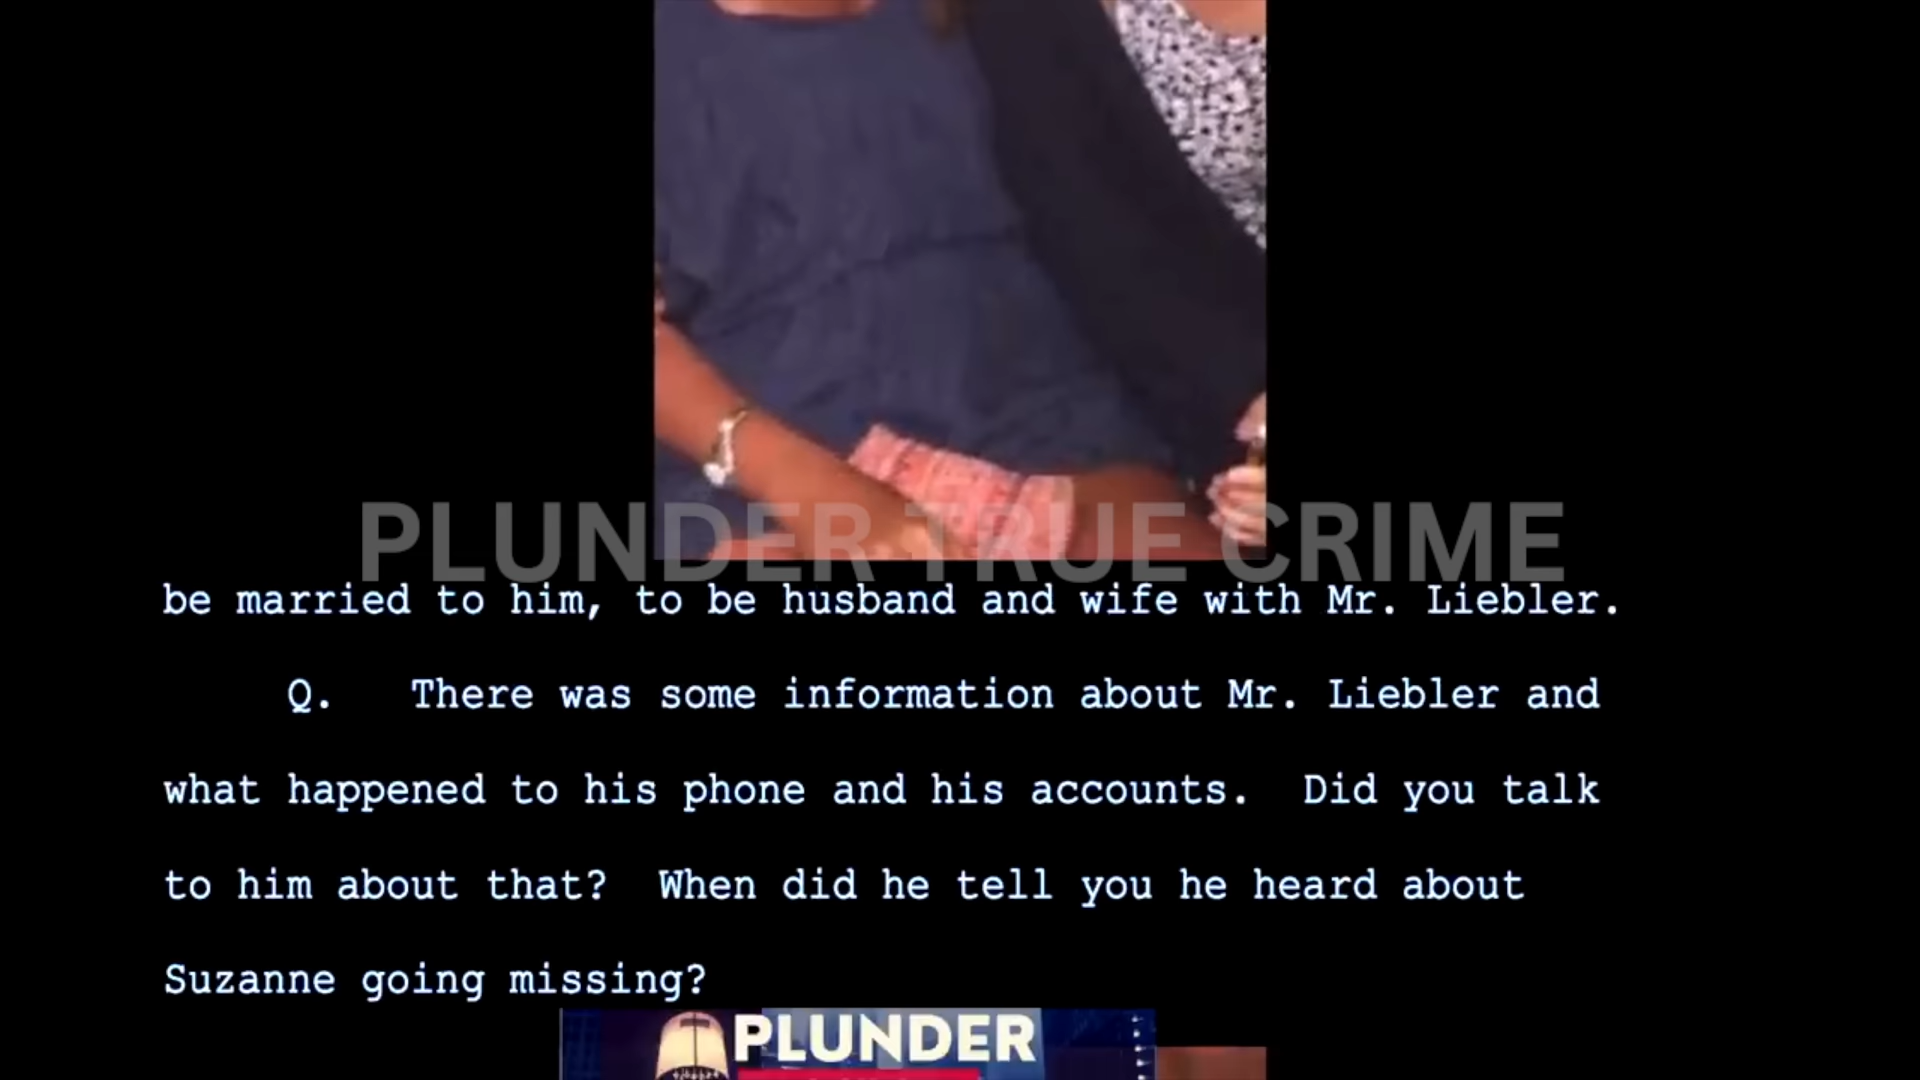 PLUNDER TRUE CRIME
be married to him, to be husband and wife with Mr. Liebler.
Q. There was some information about Mr. Liebler and
what happened to his phone and his accounts. Did you talk
to him about that? When did he tell you he heard about
Suzanne going missing?
PLUNDER